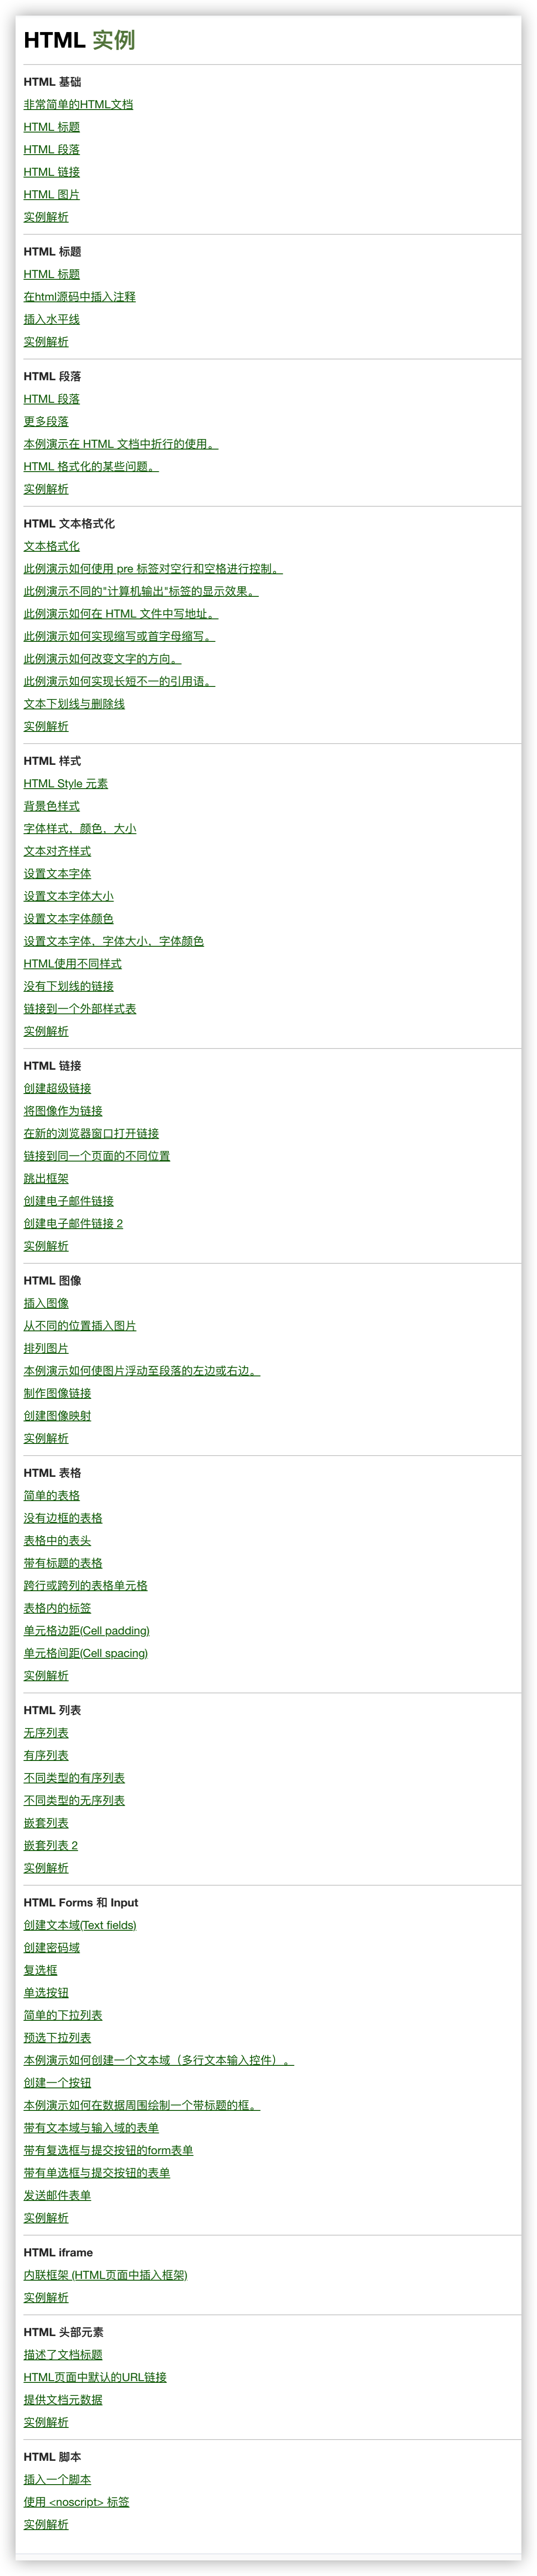 HTML 实例
HTML 基础
非常简单的HTML文档
HTML 标题
HTML 段落
HTML 链接
HTML 图片
实例解析
HTML 标题
HTML 标题
在html源码中插入注释
插入水平线
实例解析
HTML 段落
HTML 段落
更多段落
本例演示在 HTML 文档中折行的使用。
HTML 格式化的某些问题。
实例解析
HTML 文本格式化
文本格式化
此例演示如何使用 pre 标签对空行和空格进行控制。
此例演示不同的"计算机输出"标签的显示效果。
此例演示如何在 HTML 文件中写地址。
此例演示如何实现缩写或首字母缩写。
此例演示如何改变文字的方向。
此例演示如何实现长短不一的引用语。
文本下划线与删除线
实例解析
HTML 样式
HTML Style 元素
背景色样式
字体样式，颜色，大小
文本对齐样式
设置文本字体
设置文本字体大小
设置文本字体颜色
设置文本字体，字体大小，字体颜色
HTML使用不同样式
没有下划线的链接
链接到一个外部样式表
实例解析
HTML 链接
创建超级链接
将图像作为链接
在新的浏览器窗口打开链接
链接到同一个页面的不同位置
跳出框架
创建电子邮件链接
创建电子邮件链接 2
实例解析
HTML 图像
插入图像
从不同的位置插入图片
排列图片
本例演示如何使图片浮动至段落的左边或右边。
制作图像链接
创建图像映射
实例解析
HTML 表格
简单的表格
没有边框的表格
表格中的表头
带有标题的表格
跨行或跨列的表格单元格
表格内的标签
单元格边距(Cell padding)
单元格间距(Cell spacing)
实例解析
HTML 列表
无序列表
有序列表
不同类型的有序列表
不同类型的无序列表
嵌套列表
嵌套列表 2
实例解析
HTML Forms 和 Input
创建文本域(Text fields)
创建密码域
复选框
单选按钮
简单的下拉列表
预选下拉列表
本例演示如何创建一个文本域（多行文本输入控件）。
创建一个按钮
本例演示如何在数据周围绘制一个带标题的框。
带有文本域与输入域的表单
带有复选框与提交按钮的form表单
带有单选框与提交按钮的表单
发送邮件表单
实例解析
HTML iframe
内联框架 (HTML页面中插入框架)
实例解析
HTML 头部元素
描述了文档标题
HTML页面中默认的URL链接
提供文档元数据
实例解析
HTML 脚本
插入一个脚本
使用 &lt;noscript&gt; 标签
实例解析